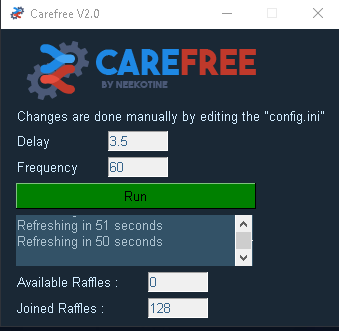 Carefree V2.0
CAREFREE
BY NEEKOTINE
Changes are done manually by editing the "config.ini"
Delay 3.5
Frequency 60
Run
Refreshing in 51 seconds
Refreshing in 50 seconds
Available Raffles : 0
Joined Raffles : 128